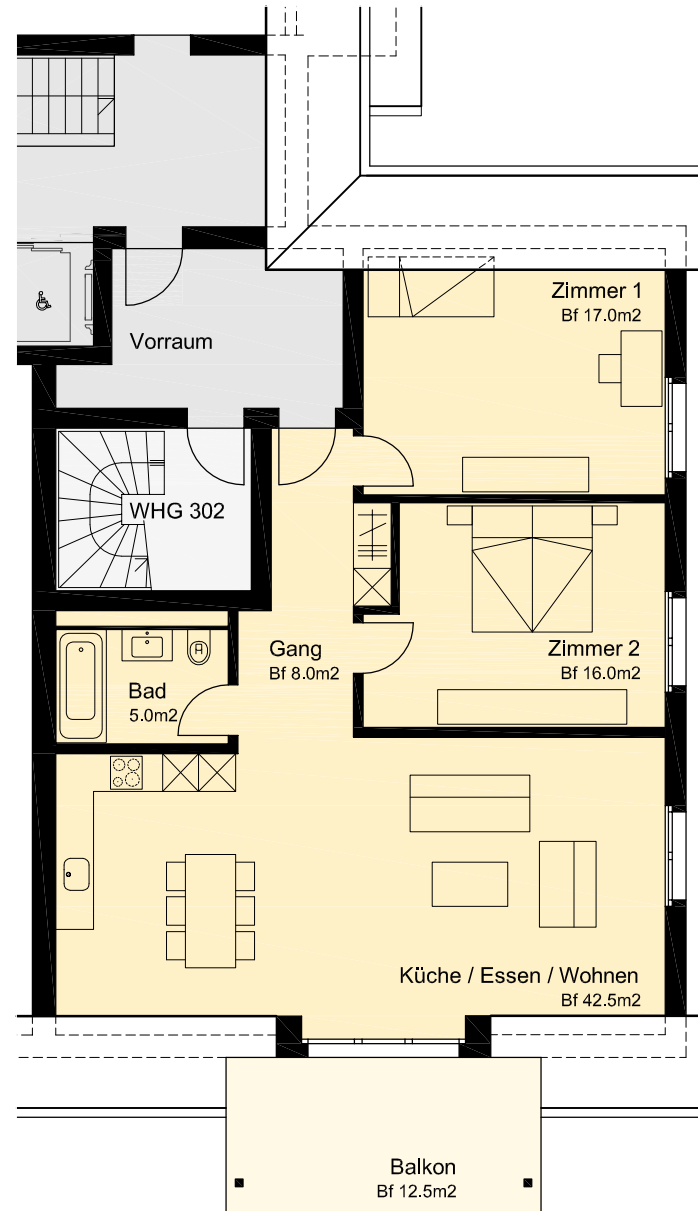 Zimmer 1
Bf 17.0m2
Vorraum
WHG 302
Gang
Bf 8.0m2
Zimmer 2
Bf 16.0m2
Bad
5.0m2
Küche / Essen / Wohnen
Bf 42.5m2
Balkon
Bf 12.5m2